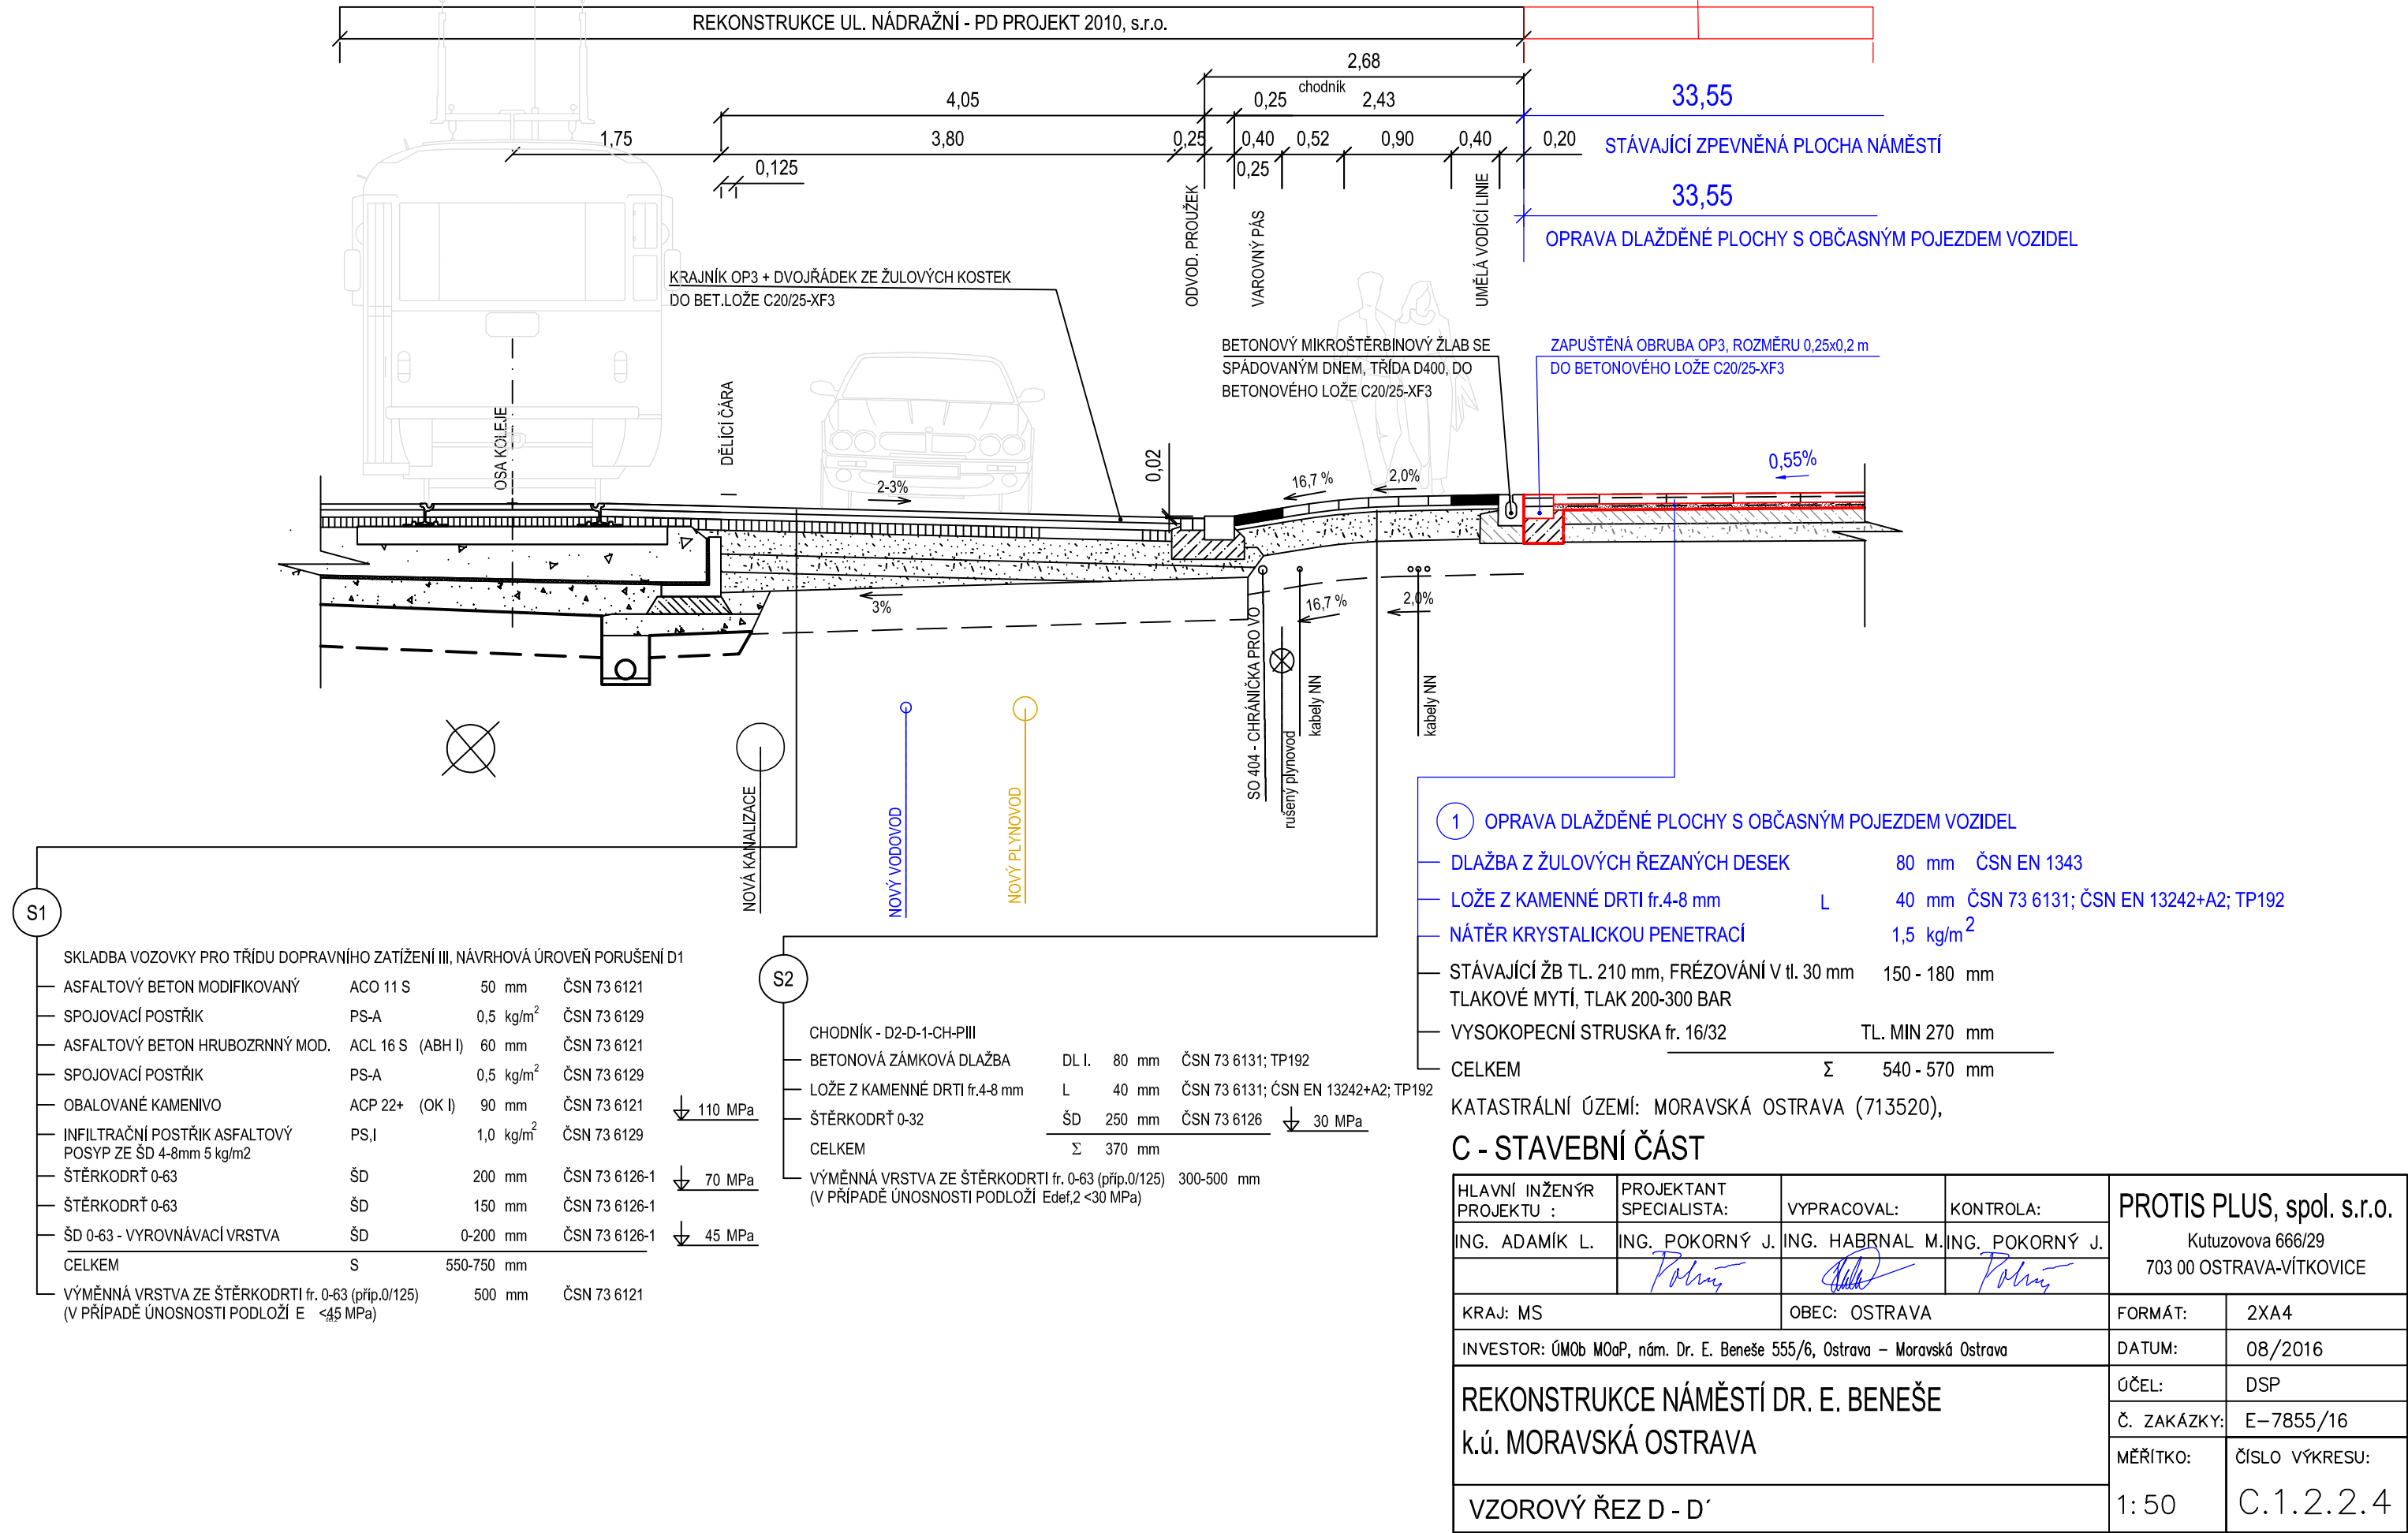 REKONSTRUKCE UL. NÁDRAŽNÍ - PD PROJEKT 2010, s.r.o.
2,68
chodník
4,05
0,25
2,43
33,55
1,75
3,80
0,25
0,40
0,52
0,90
0,40
0,20
STÁVAJÍCÍ ZPEVNĚNÁ PLOCHA NÁMĚSTÍ
0,125
0,25
33,55
OPRAVA DLAŽDĚNÉ PLOCHY S OBČASNÝM POJEZDEM VOZIDEL
ODVOD. PROUŽEK
VAROVNÝ PÁS
UMĚLÁ VODÍCÍ LINIE
KRAJNÍK OP3 + DVOJŘÁDEK ZE ŽULOVÝCH KOSTEK
DO BET.LOŽE C20/25-XF3
BETONOVÝ MIKROŠTĚRBINOVÝ ŽLAB SE
SPÁDOVANÝM DNEM, TŘÍDA D400, DO
BETONOVÉHO LOŽE C20/25-XF3
ZAPUŠTĚNÁ OBRUBA OP3, ROZMĚRU 0,25x0,2 m
DO BETONOVÉHO LOŽE C20/25-XF3
OSA KOLEJE
DĚLÍCÍ ČÁRA
0,02
2-3%
16,7 %
2,0%
0,55%
3%
16,7 %
2,0%
SO 404 - CHRÁNIČKA PRO VO
rušený plynovod
kabely NN
kabely NN
NOVÁ KANALIZACE
NOVÝ VODOVOD
NOVÝ PLYNOVOD
1 OPRAVA DLAŽDĚNÉ PLOCHY S OBČASNÝM POJEZDEM VOZIDEL
DLAŽBA Z ŽULOVÝCH ŘEZANÝCH DESEK 80 mm ČSN EN 1343
LOŽE Z KAMENNÉ DRTI fr.4-8 mm L 40 mm ČSN 73 6131; ČSN EN 13242+A2; TP192
NÁTĚR KRYSTALICKOU PENETRACÍ 1,5 kg/m2
STÁVAJÍCÍ ŽB TL. 210 mm, FRÉZOVÁNÍ V tl. 30 mm 150 - 180 mm
TLAKOVÉ MYTÍ, TLAK 200-300 BAR
VYSOKOPECNÍ STRUSKA fr. 16/32 TL. MIN 270 mm
CELKEM Σ 540 - 570 mm
S1
SKLADBA VOZOVKY PRO TŘÍDU DOPRAVNÍHO ZATÍŽENÍ III, NÁVRHOVÁ ÚROVEŇ PORUŠENÍ D1
ASFALTOVÝ BETON MODIFIKOVANÝ ACO 11 S 50 mm ČSN 73 6121
SPOJOVACÍ POSTŘIK PS-A 0,5 kg/m2 ČSN 73 6129
ASFALTOVÝ BETON HRUBOZRNNÝ MOD. ACL 16 S (ABH I) 60 mm ČSN 73 6121
SPOJOVACÍ POSTŘIK PS-A 0,5 kg/m2 ČSN 73 6129
OBALOVANÉ KAMENIVO ACP 22+ (OK I) 90 mm ČSN 73 6121 110 MPa
INFILTRAČNÍ POSTŘIK ASFALTOVÝ PS,I 1,0 kg/m2 ČSN 73 6129
POSYP ZE ŠD 4-8mm 5 kg/m2
ŠTĚRKODRŤ 0-63 ŠD 200 mm ČSN 73 6126-1 70 MPa
ŠTĚRKODRŤ 0-63 ŠD 150 mm ČSN 73 6126-1
ŠD 0-63 - VYROVNÁVACÍ VRSTVA ŠD 0-200 mm ČSN 73 6126-1 45 MPa
CELKEM S 550-750 mm
VÝMĚNNÁ VRSTVA ZE ŠTĚRKODRTI fr. 0-63 (příp.0/125) 500 mm ČSN 73 6121
(V PŘÍPADĚ ÚNOSNOSTI PODLOŽÍ E <45 MPa)
S2
CHODNÍK - D2-D-1-CH-PIII
BETONOVÁ ZÁMKOVÁ DLAŽBA DL I. 80 mm ČSN 73 6131; TP192
LOŽE Z KAMENNÉ DRTI fr.4-8 mm L 40 mm ČSN 73 6131; ČSN EN 13242+A2; TP192
ŠTĚRKODRŤ 0-32 ŠD 250 mm ČSN 73 6126 30 MPa
CELKEM Σ 370 mm
VÝMĚNNÁ VRSTVA ZE ŠTĚRKODRTI fr. 0-63 (příp.0/125) 300-500 mm
(V PŘÍPADĚ ÚNOSNOSTI PODLOŽÍ Edef,2 <30 MPa)
KATASTRÁLNÍ ÚZEMÍ: MORAVSKÁ OSTRAVA (713520),
C - STAVEBNÍ ČÁST
HLAVNÍ INŽENÝR PROJEKTU :
PROJEKTANT SPECIALISTA:
VYPRACOVAL:
KONTROLA:
ING. ADAMÍK L.
ING. POKORNÝ J.
ING. HABRNAL M.
ING. POKORNÝ J.
PROTIS PLUS, spol. s.r.o.
Kutuzovova 666/29
703 00 OSTRAVA-VÍTKOVICE
KRAJ: MS
OBEC: OSTRAVA
FORMÁT: 2XA4
INVESTOR: ÚMOb MOaP, nám. Dr. E. Beneše 555/6, Ostrava – Moravská Ostrava
DATUM: 08/2016
REKONSTRUKCE NÁMĚSTÍ DR. E. BENEŠE
k.ú. MORAVSKÁ OSTRAVA
ÚČEL: DSP
Č. ZAKÁZKY: E–7855/16
MĚŘÍTKO: 1:50
ČÍSLO VÝKRESU: C.1.2.2.4
VZOROVÝ ŘEZ D - D´